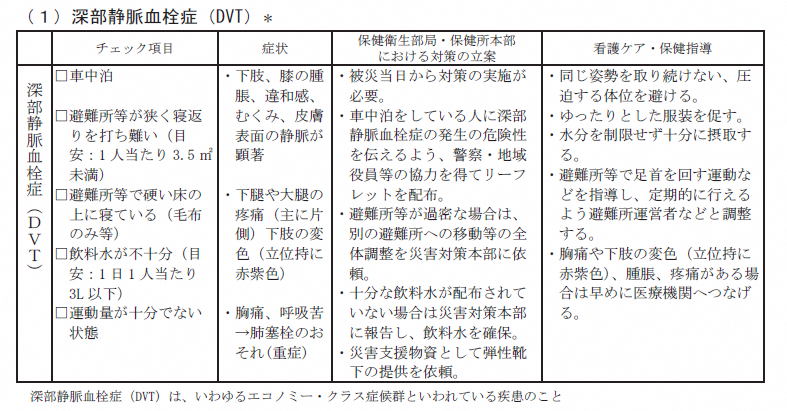 （１）深部静脈血栓症（DVT）＊
チェック項目
症状
保健衛生部局・保健所本部
における対策の立案
看護ケア・保健指導
深部静脈血栓症（DVT）
□車中泊
□避難所等が狭く寝返
りを打ち難い（目
安：1 人当たり 3.5 ㎡
未満）
□避難所等で硬い床の
上に寝ている（毛布
のみ等）
□飲料水が不十分（目
安：1 日 1 人当たり
3L 以下）
□運動量が十分でない
状態
・下肢、膝の腫
脹、違和感、
むくみ、皮膚
表面の静脈が
顕著
・下腿や大腿の
疼痛（主に片
側）下肢の変
色（立位持に
赤紫色）
・胸痛、呼吸苦
→肺塞栓のお
それ(重症）
・被災当日から対策の実施が
必要。
・車中泊をしている人に深部
静脈血栓症の発生の危険性
を伝えるよう、警察・地域
役員等の協力を得てリーフ
レットを配布。
・避難所等が過密な場合は、
別の避難所への移動等の全
体調整を災害対策本部に依
頼。
・十分な飲料水が配布されて
いない場合は災害対策本部
に報告し、飲料水を確保。
・災害支援物資として弾性靴
下の提供を依頼。
・同じ姿勢を取り続けない、圧
迫する体位を避ける。
・ゆったりとした服装を促す。
・水分を制限せず十分に摂取す
る。
・避難所等で足首を回す運動な
どを指導し、定期的に行える
よう避難所運営者などと調整
する。
・胸痛や下肢の変色（立位持に
赤紫色）、腫脹、疼痛がある場
合は早めに医療機関へつなげ
る。
深部静脈血栓症（DVT）は、いわゆるエコノミー・クラス症候群といわれている疾患のこと